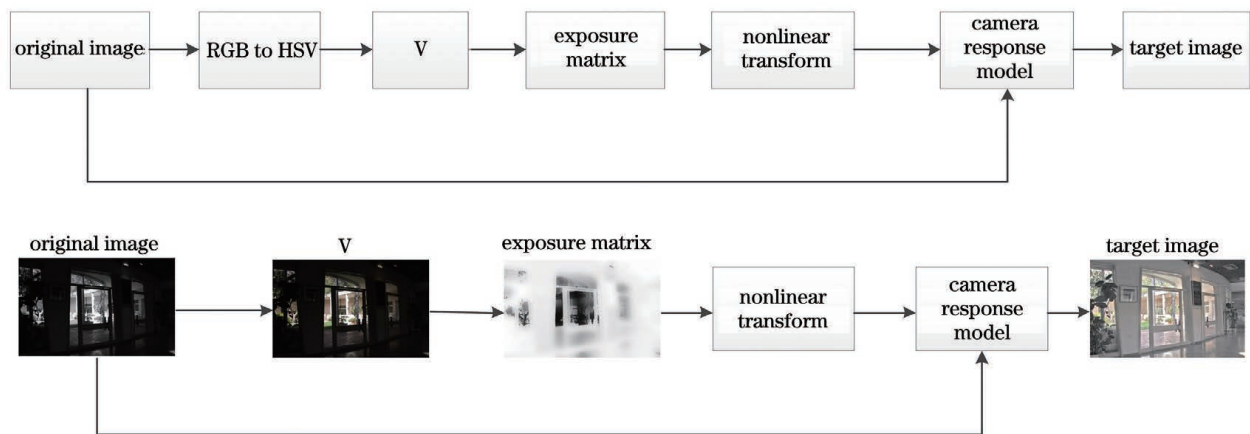 original image
RGB to HSV
V
exposure
matrix
nonlinear
transform
camera
response
model
target image
original image
V
exposure matrix
nonlinear
transform
camera
response
model
target image